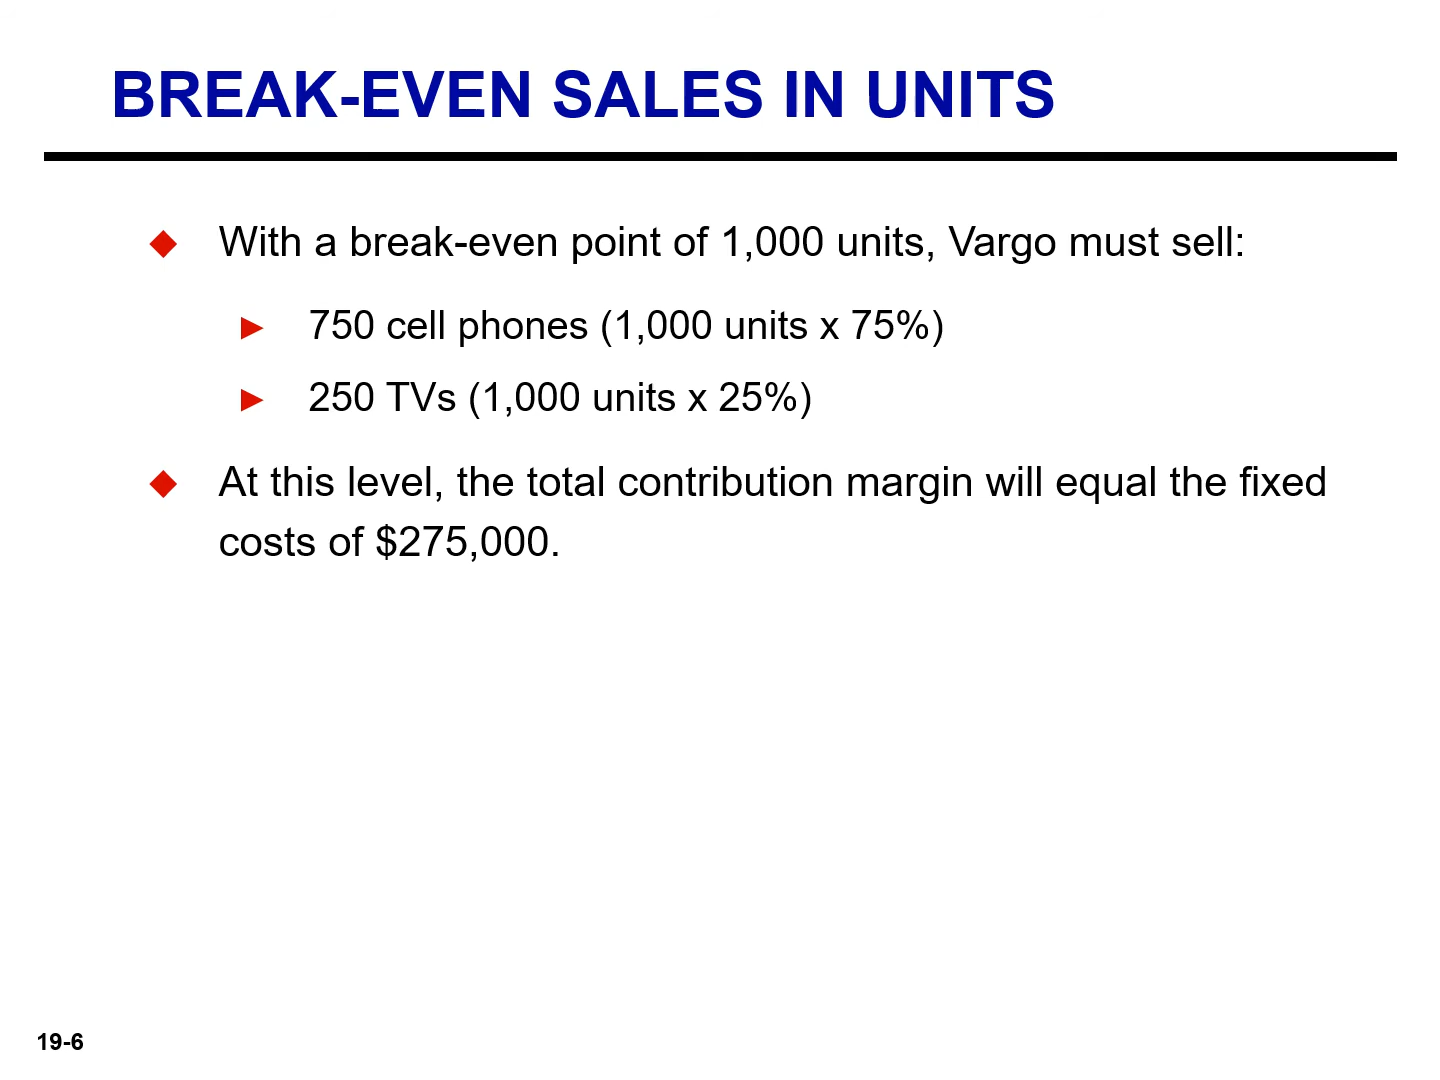 BREAK-EVEN SALES IN UNITS
With a break-even point of 1,000 units, Vargo must sell:
750 cell phones (1,000 units x 75%)
250 TVs (1,000 units x 25%)
At this level, the total contribution margin will equal the fixed
costs of $275,000.
19-6